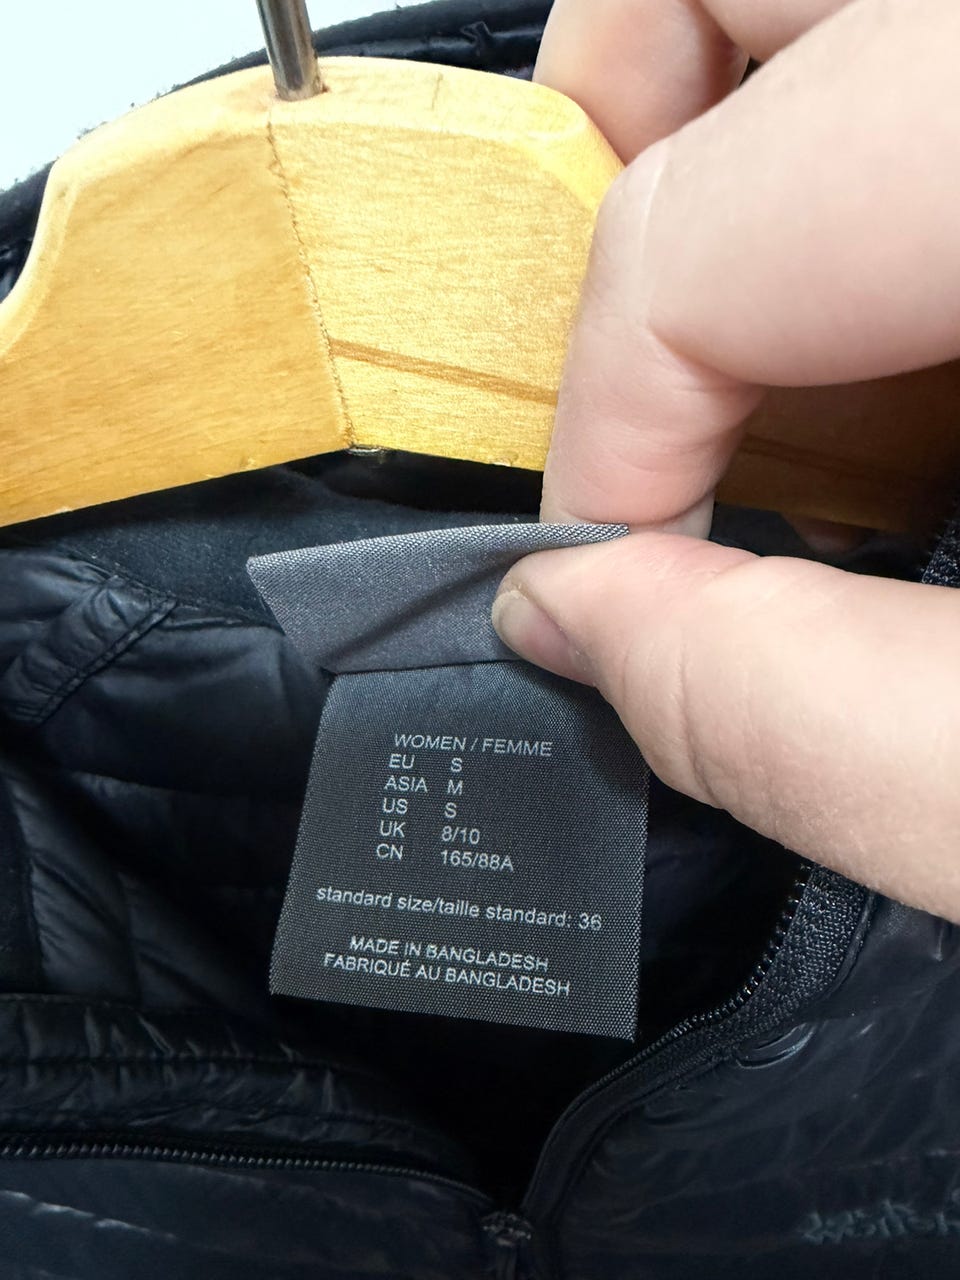 WOMEN / FEMME
EU S
ASIA M
US S
UK 8/10
CN 165/88A
standard size/taille standard: 36
MADE IN BANGLADESH
FABRIQUÉ AU BANGLADESH